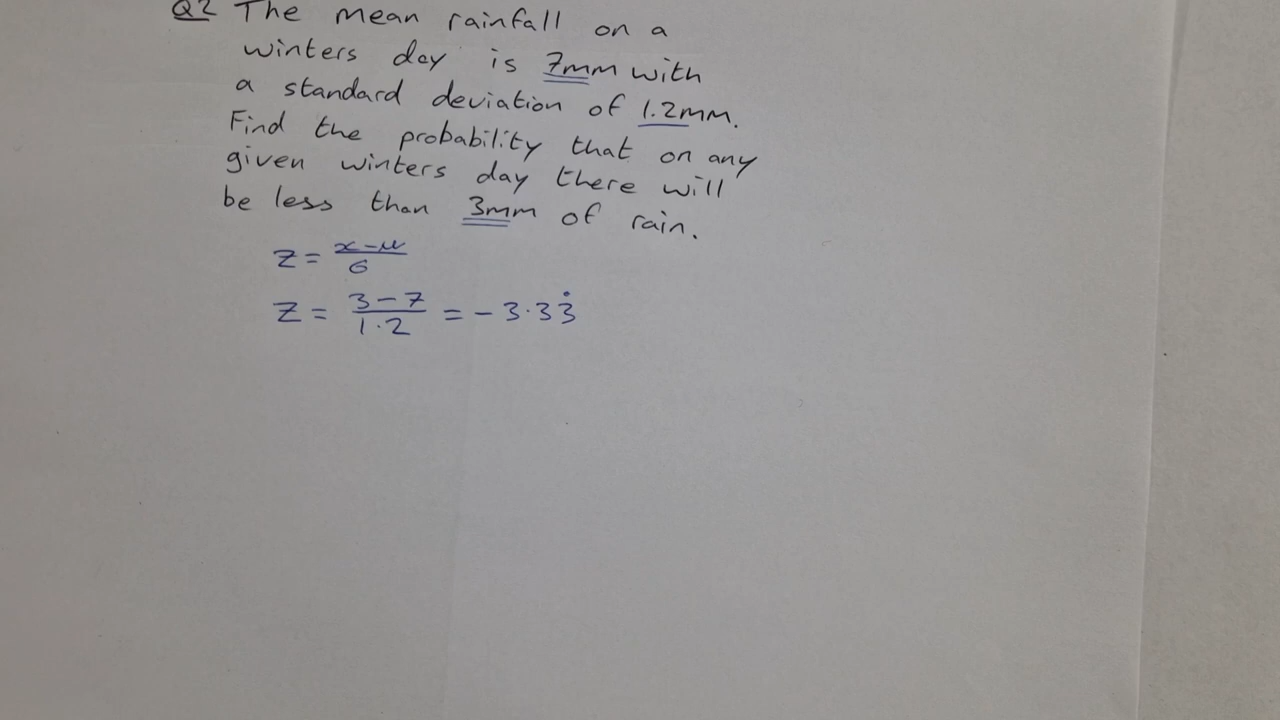 Q2 The mean rainfall on a
winters day is 7mm with
a standard deviation of 1.2mm.
Find the probability that on any
given winters day there will
be less than 3mm of rain.
Z = x-μ/σ
Z = 3-7/1.2 = -3.33̇